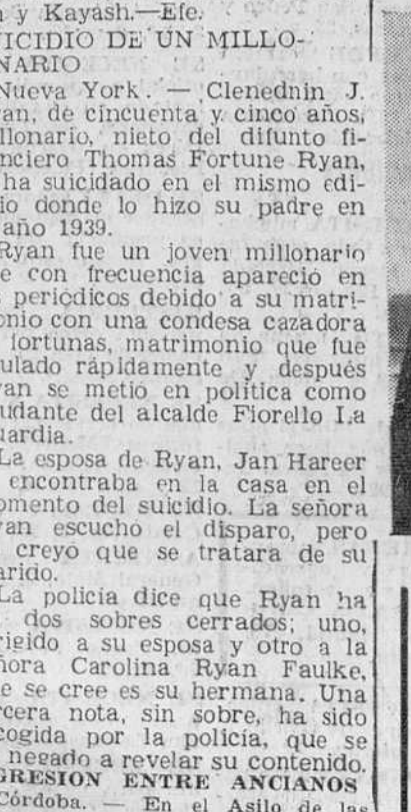 y Kayash.—Efe.
ICIDIO DE UN MILLO-
NARIO
Nueva York. — Clenednin J.
an, de cincuenta y cinco años,
llonario, nieto del difunto fi-
nciero Thomas Fortune Ryan,
ha suicidado en el mismo edi-
io donde lo hizo su padre en
año 1939.
Ryan fue un joven millonario
e con frecuencia apareció en
periódicos debido a su matri-
onio con una condesa cazadora
fortunas, matrimonio que fue
ulado rápidamente y después
yan se metió en política como
udante del alcalde Fiorello La
uardia.
La esposa de Ryan, Jan Hareer
encontraba en la casa en el
omento del suicidio. La señora
yan escuchó el disparo, pero
creyó que se tratara de su
arido.
La policía dice que Ryan ha
dos sobres cerrados; uno,
rigido a su esposa y otro a la
ñora Carolina Ryan Faulke,
e se cree es su hermana. Una
rcera nota, sin sobre, ha sido
cogida por la policía, que se
negado a revelar su contenido.
GRESION ENTRE ANCIANOS
Córdoba. — En el Asilo de las